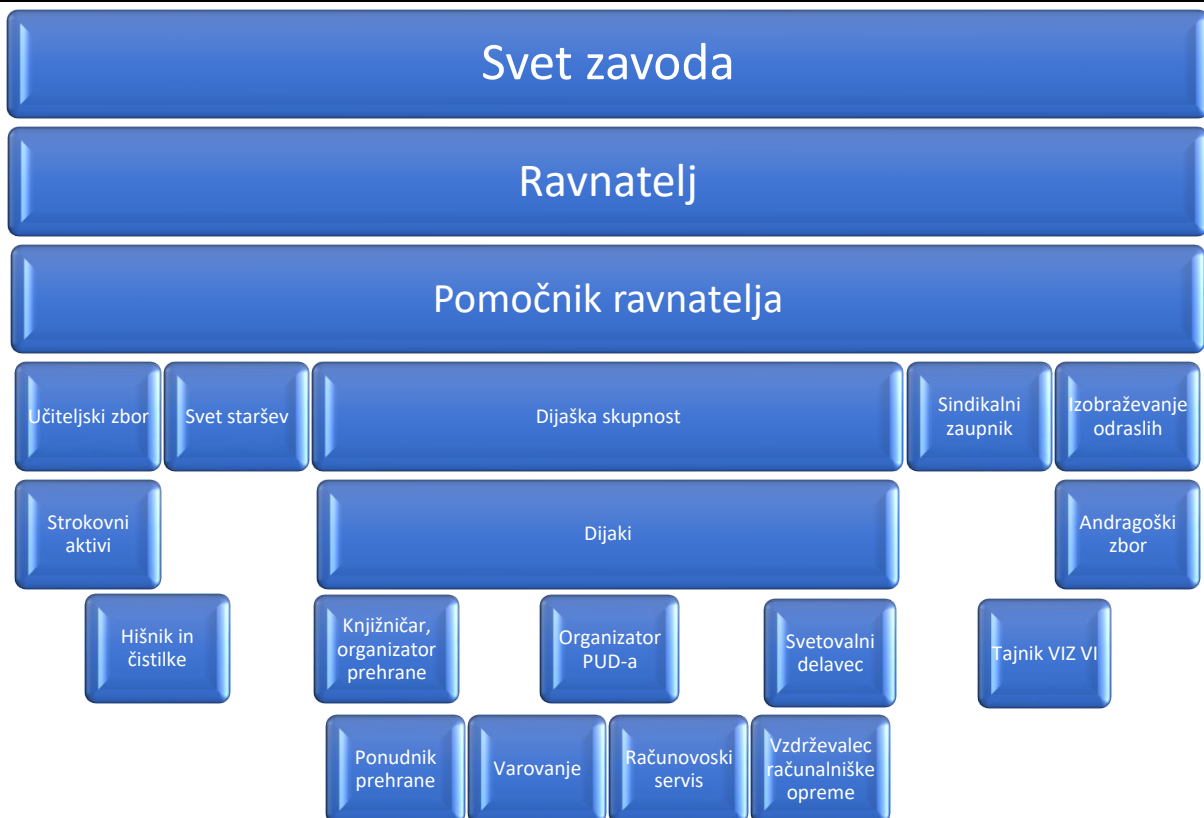 Svet zavoda
Ravnatelj
Pomočnik ravnatelja
Učiteljski zbor
Svet staršev
Dijaška skupnost
Sindikalni
zaupnik
Izobraževanje
odraslih
Strokovni
aktivi
Dijaki
Andragoški
zbor
Hišnik in
čistilke
Knjižničar,
organizator
prehrane
Organizator
PUD-a
Svetovalni
delavec
Tajnik VIZ VI
Ponudnik
prehrane
Varovanje
Računovoski
servis
Vzdrževalec
računalniške
opreme